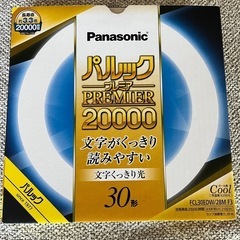 Panasonic
パルック
プレミア
PREMIER
20000
文字がくっきり
読みやすい
文字くっきり光
30形
パルック
Cool
FCL30EDW/28M F3